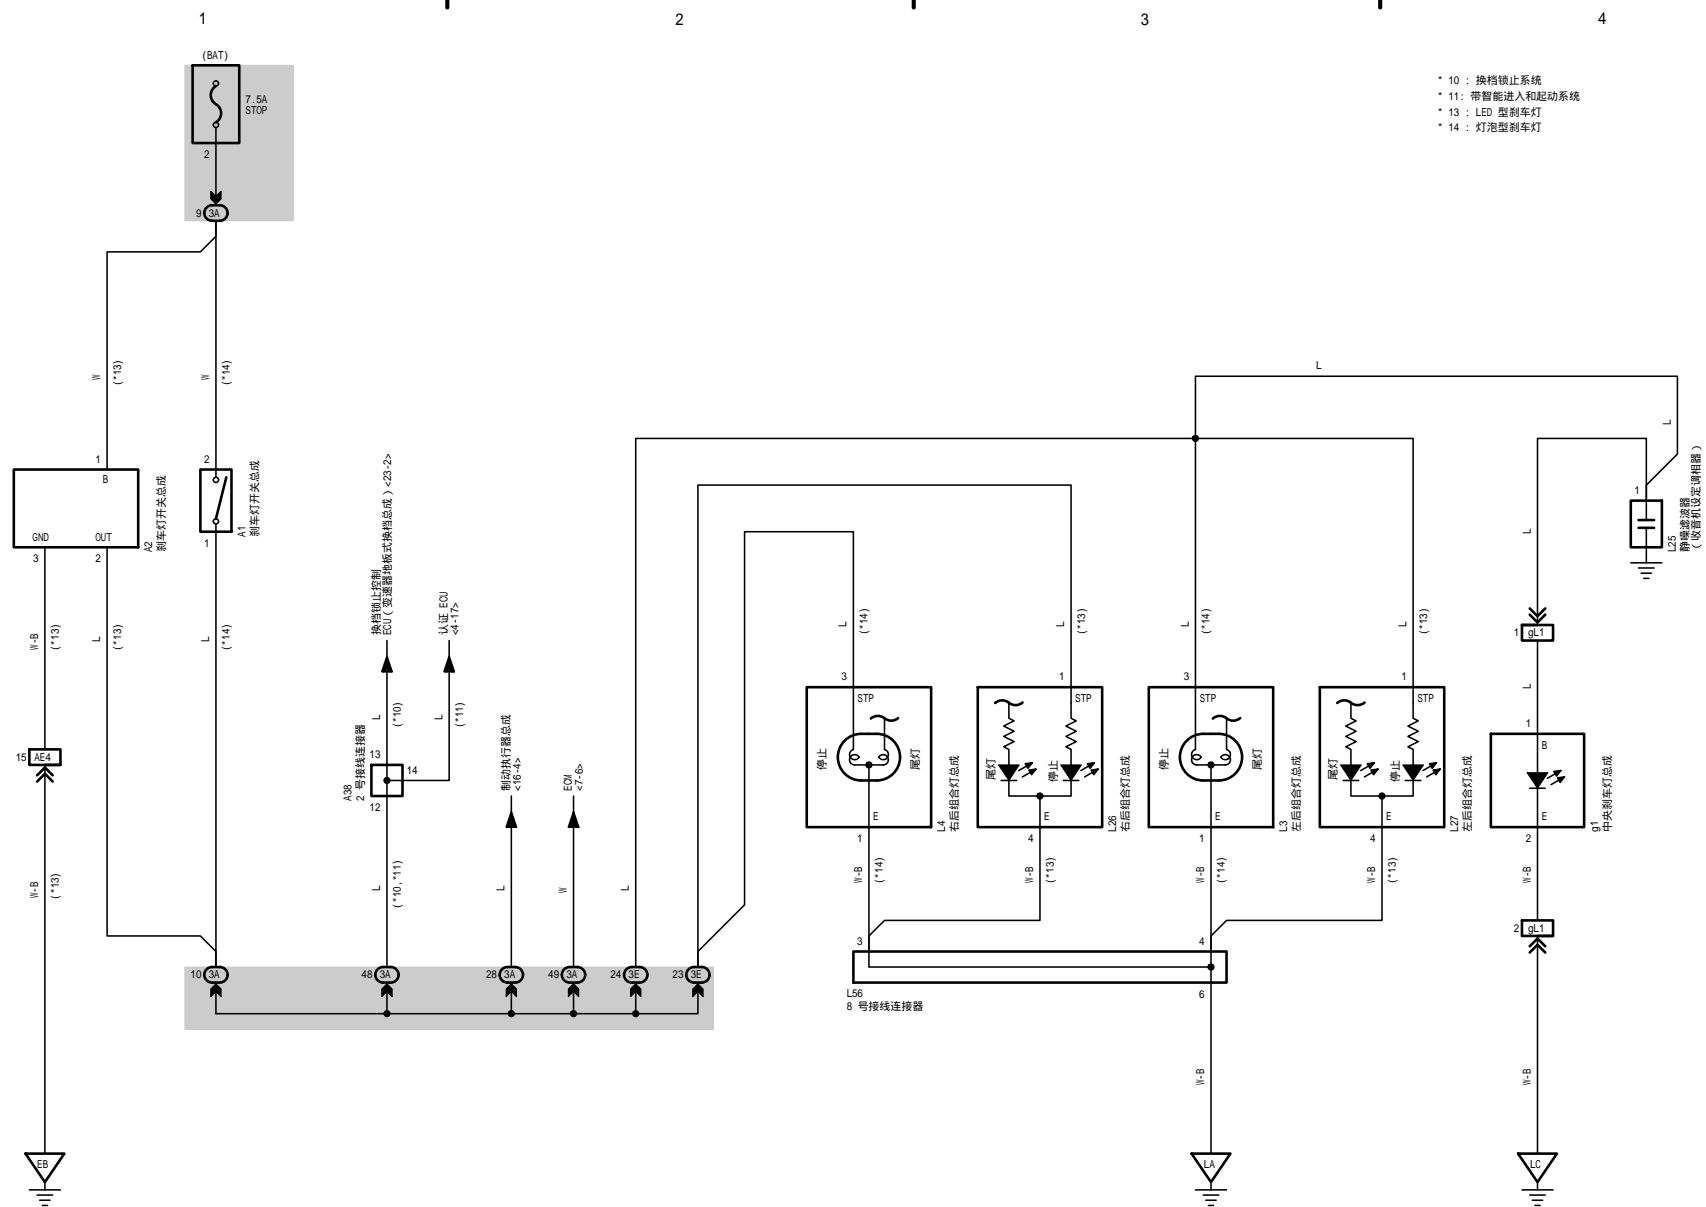 1
2
3
4
(BAT)
7.5A
STOP
2
9
3A
* 10 : 换档锁止系统
* 11: 带智能进入和起动系统
* 13 : LED 型刹车灯
* 14 : 灯泡型刹车灯
W
(*13)
W
(*14)
1
B
GND
OUT
3
2
A2
刹车灯开关总成
2
1
A1
刹车灯开关总成
W-B
(*13)
L
(*13)
L
(*14)
15
AE4
W-B
(*13)
EB
换档锁止控制
ECU( 变速器地板式换档总成 ) <23-2>
认证 ECU
<4-17>
L
(*10)
L
(*11)
13
14
12
A38
2 号接线连接器
L
(*10,*11)
制动执行器总成
<16-4>
L
ECM
<7-6>
W
L
10
3A
48
3A
28
3A
49
3A
24
3E
23
3E
L
L
L
(*14)
L
(*13)
L
(*14)
L
(*13)
3
STP
停止
尾灯
E
1
L4
右后组合灯总成
1
STP
尾灯
停止
E
4
L26
右后组合灯总成
3
STP
停止
尾灯
E
1
L3
左后组合灯总成
1
STP
尾灯
停止
E
4
L27
左后组合灯总成
W-B
(*14)
W-B
(*13)
W-B
(*14)
W-B
(*13)
3
4
6
L56
8 号接线连接器
W-B
LA
1
L25
静噪滤波器
( 收音机设定调相器 )
L
1
gL1
L
1
B
E
2
g1
中央刹车灯总成
W-B
2
gL1
W-B
LC